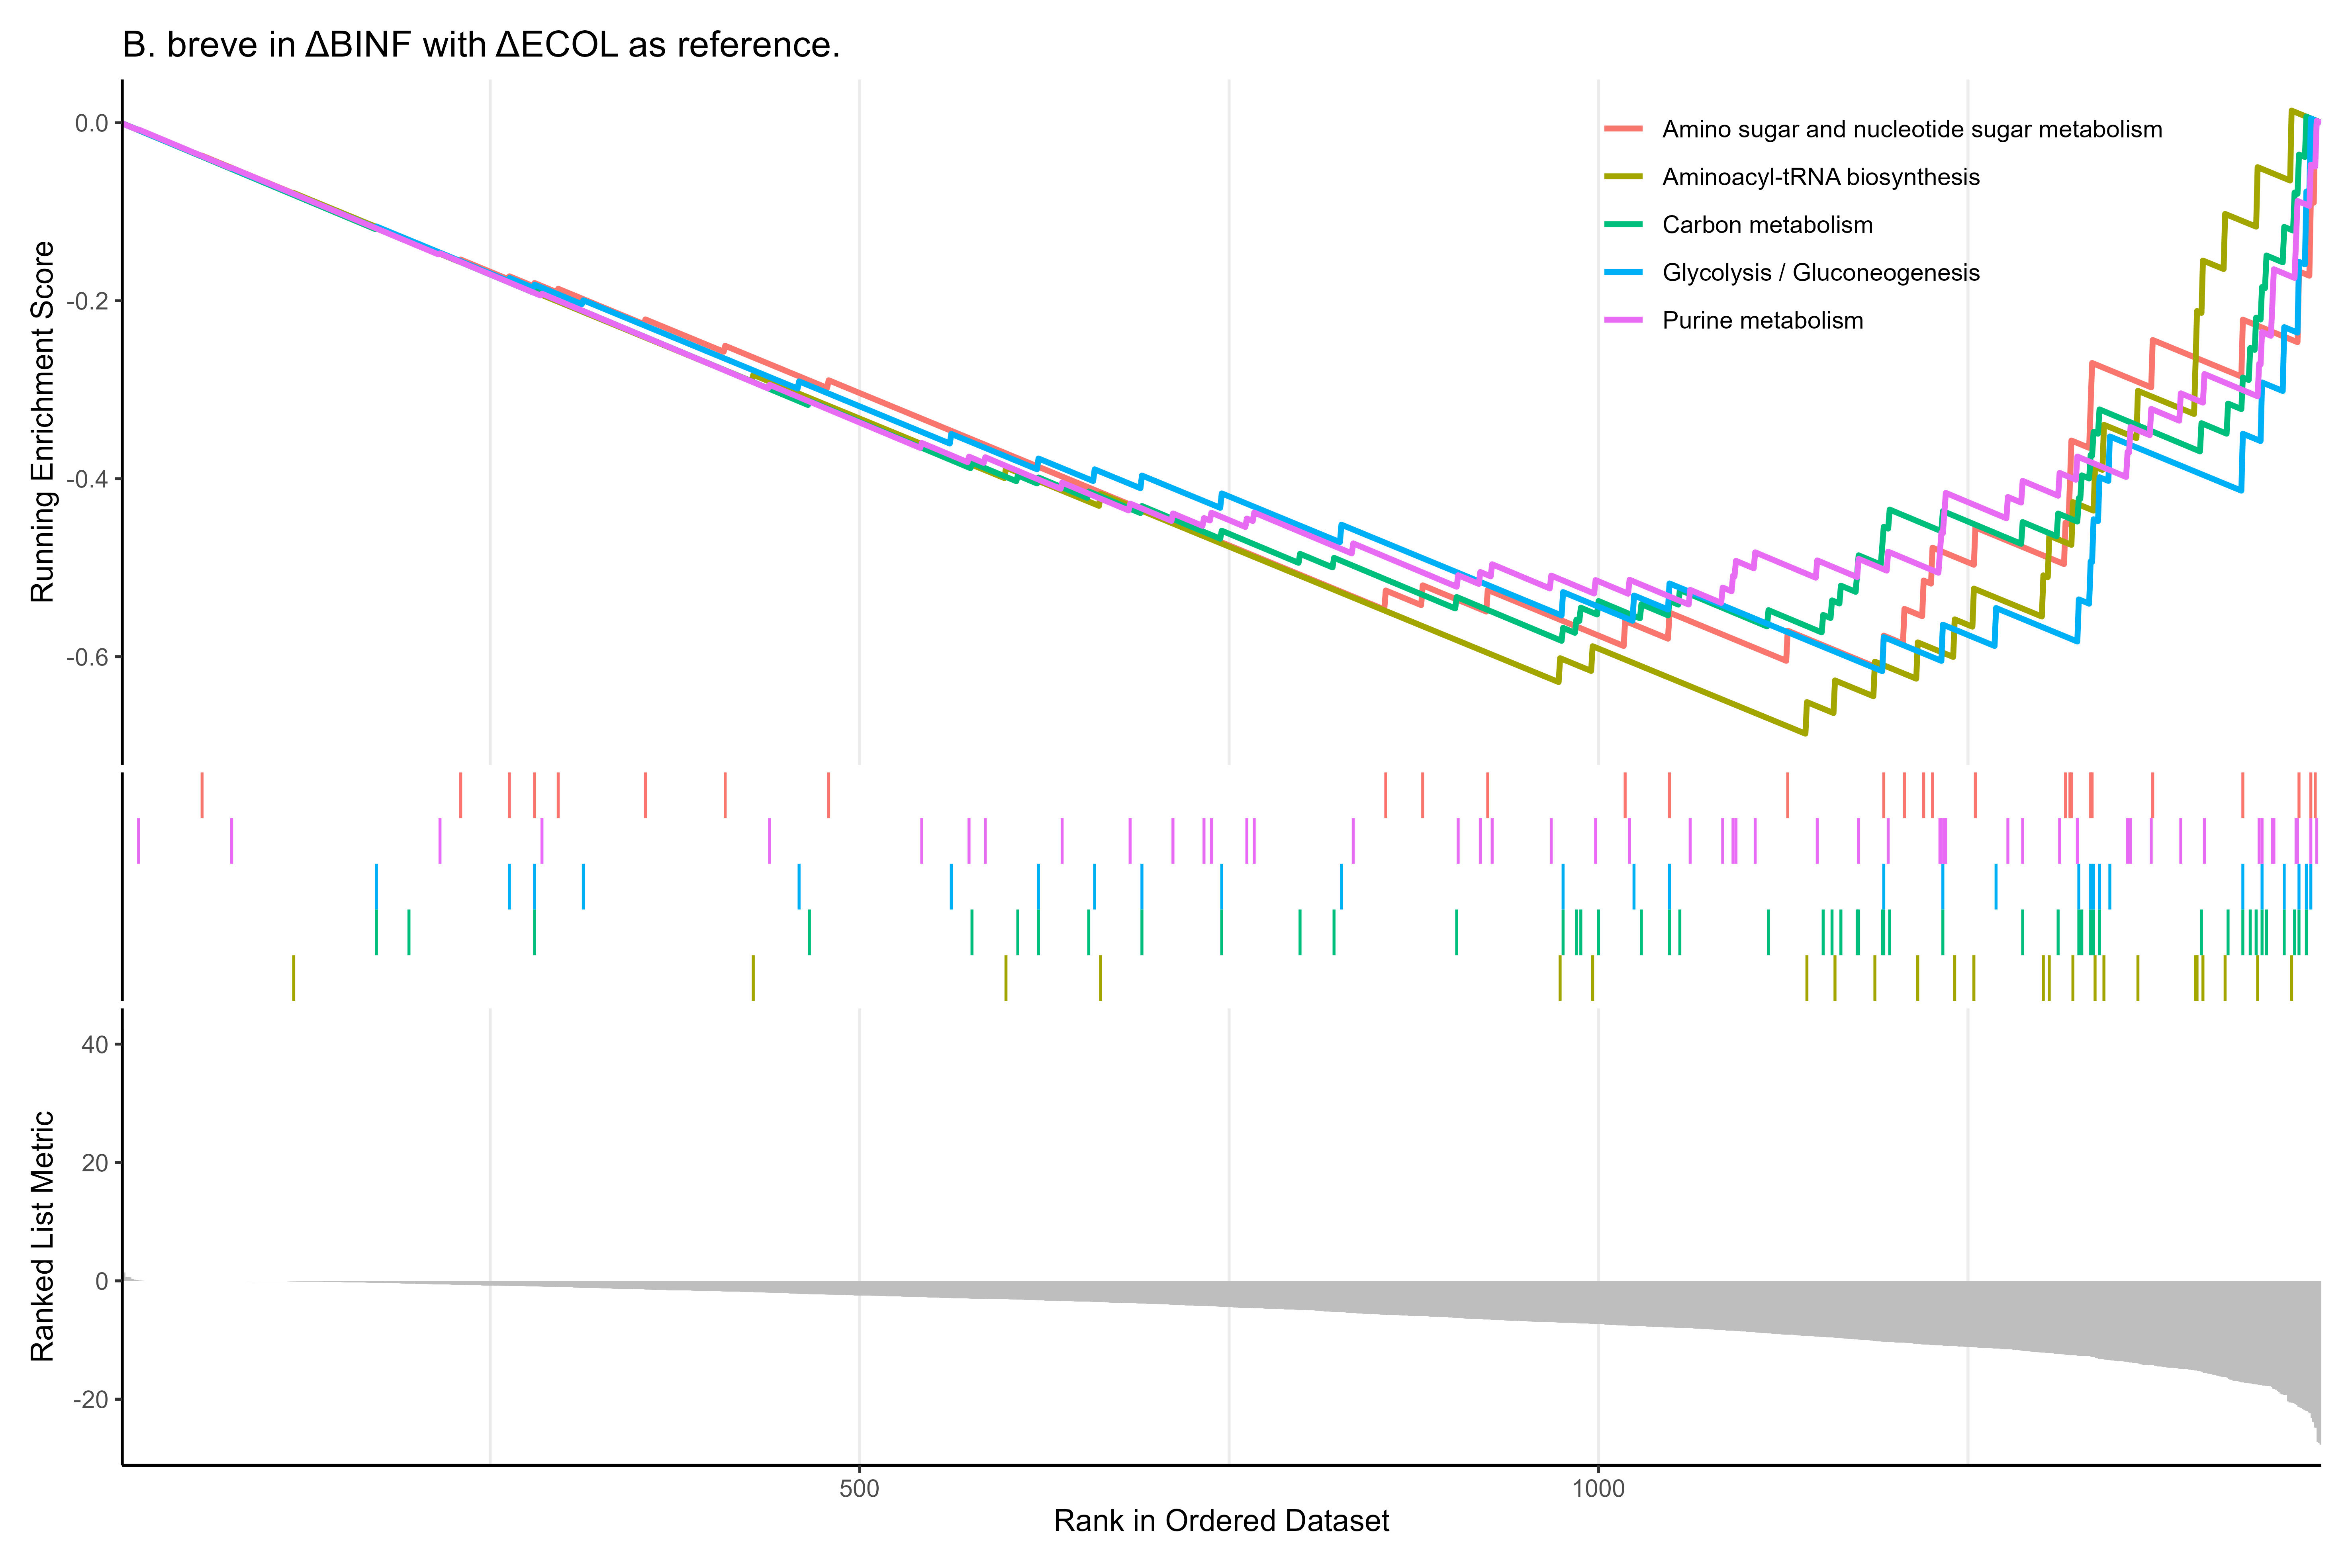 B. breve in ΔBINF with ΔECOL as reference.
Running Enrichment Score
0.0
-0.2
-0.4
-0.6
Amino sugar and nucleotide sugar metabolism
Aminoacyl-tRNA biosynthesis
Carbon metabolism
Glycolysis / Gluconeogenesis
Purine metabolism
Ranked List Metric
40
20
0
-20
500
1000
Rank in Ordered Dataset